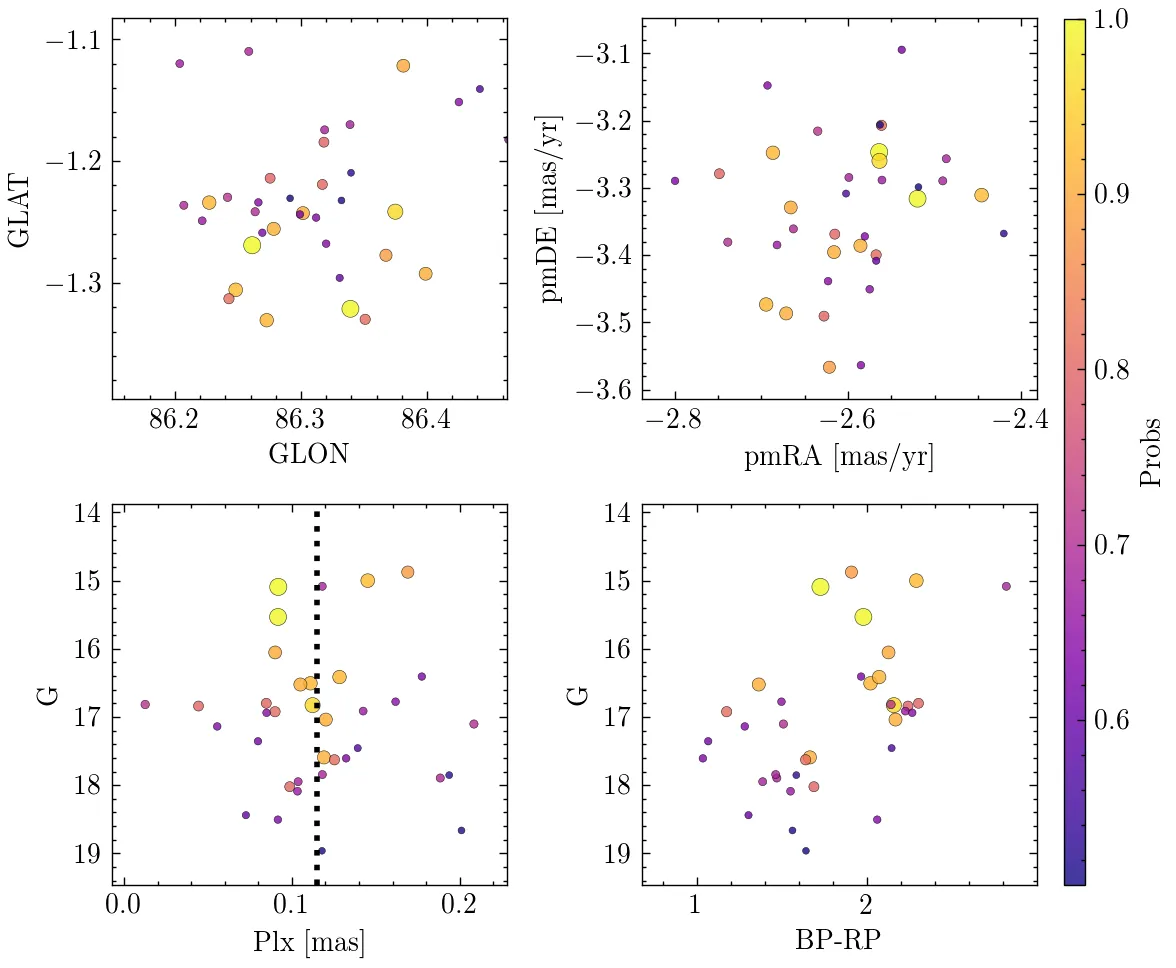 −1.1
−1.2
−1.3
GLAT
86.2 86.3 86.4
GLON
−3.1
−3.2
−3.3
−3.4
−3.5
−3.6
pmDE [mas/yr]
−2.8 −2.6 −2.4
pmRA [mas/yr]
14
15
16
17
18
19
G
0.0 0.1 0.2
Plx [mas]
14
15
16
17
18
19
G
1 2
BP-RP
1.0
0.9
0.8
0.7
0.6
Probs